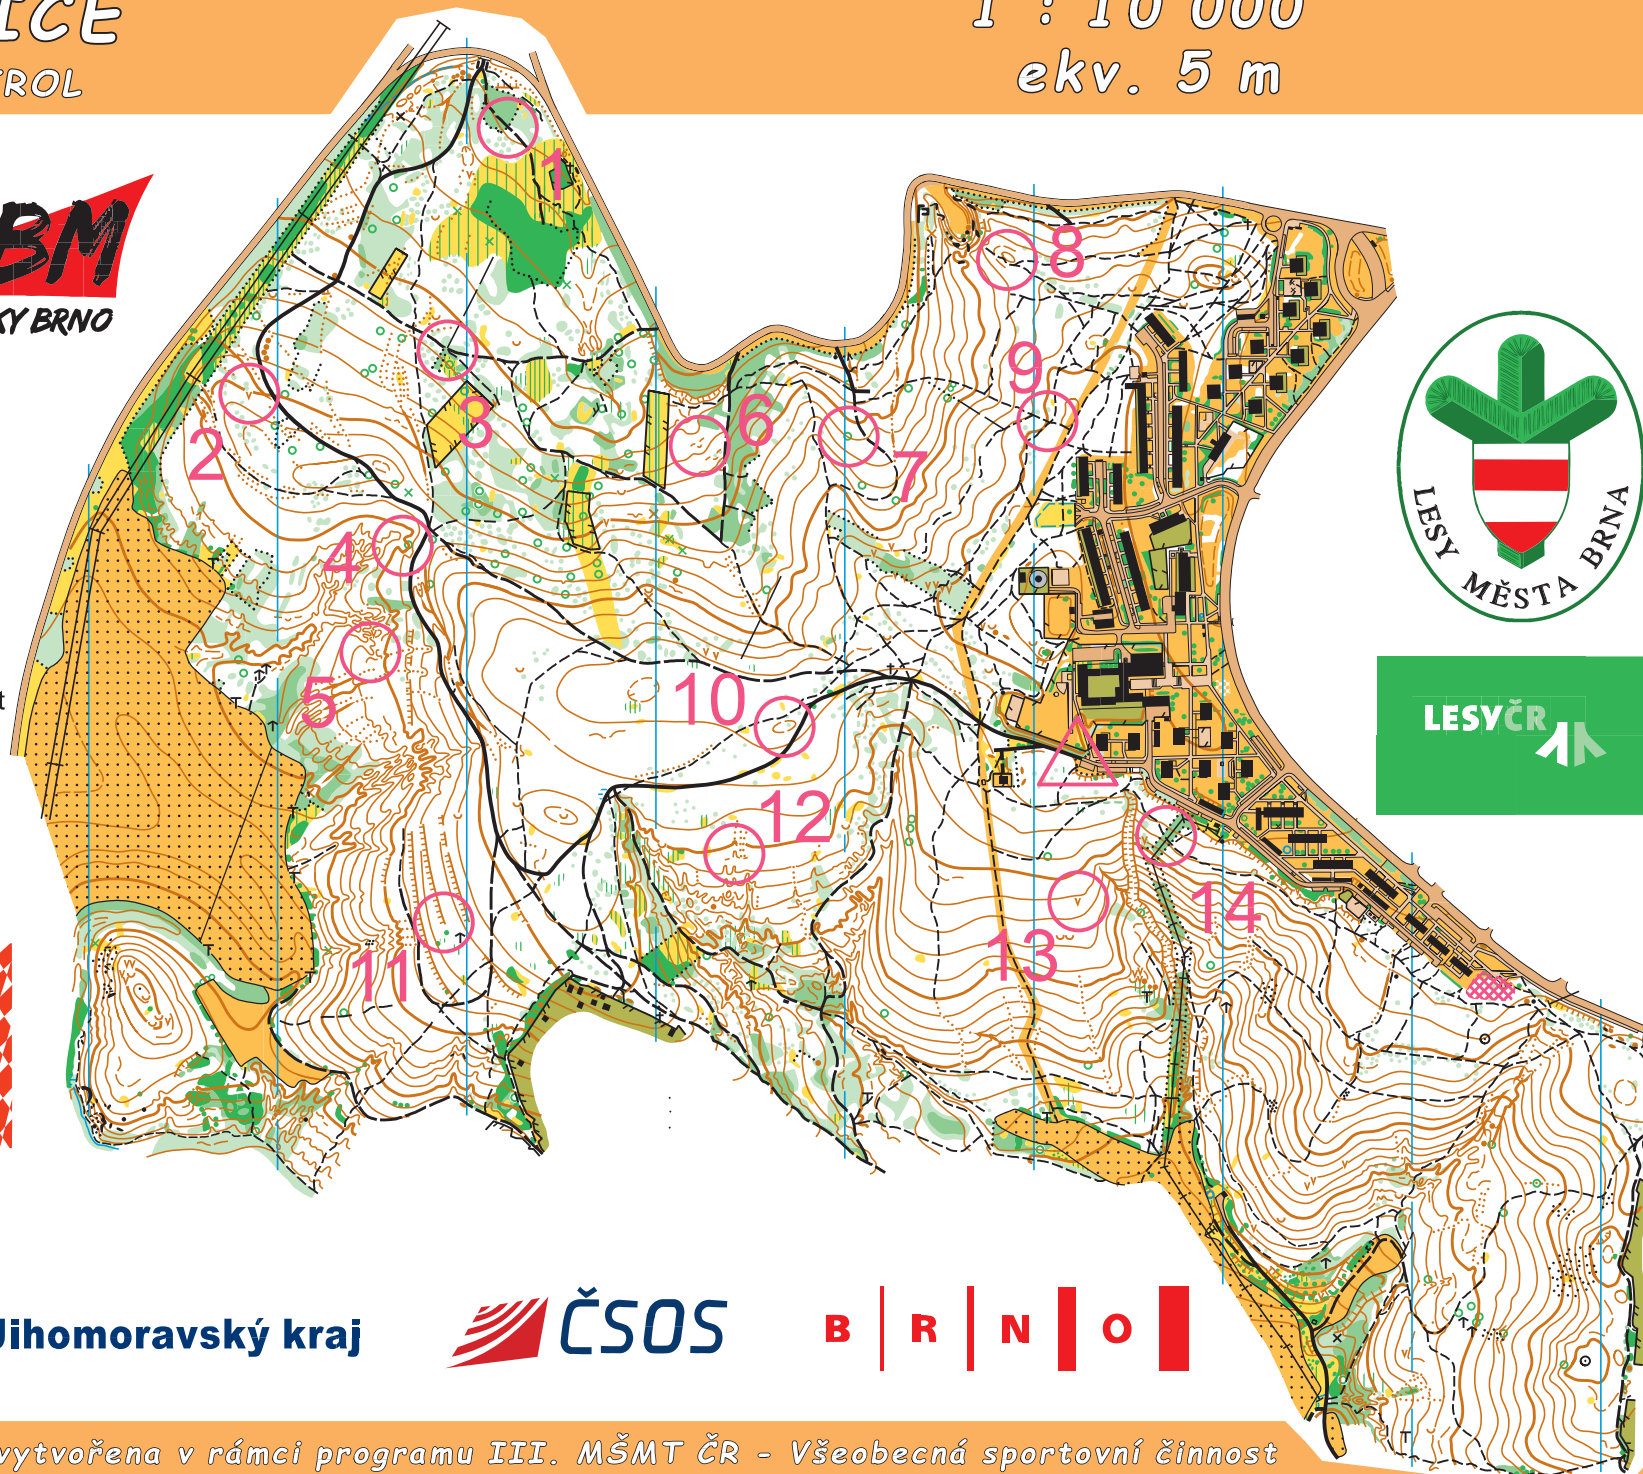 ICE
1 : 10 000
ROL
ekv. 5 m
BM
KY BRNO
1
8
9
2
3
6
7
4
5
10
12
11
13
14
LESY MĚSTA BRNA
LESYČR
t
Jihomoravský kraj
ČSOS
B R N O
vytvořena v rámci programu III. MŠMT ČR - Všeobecná sportovní činnost